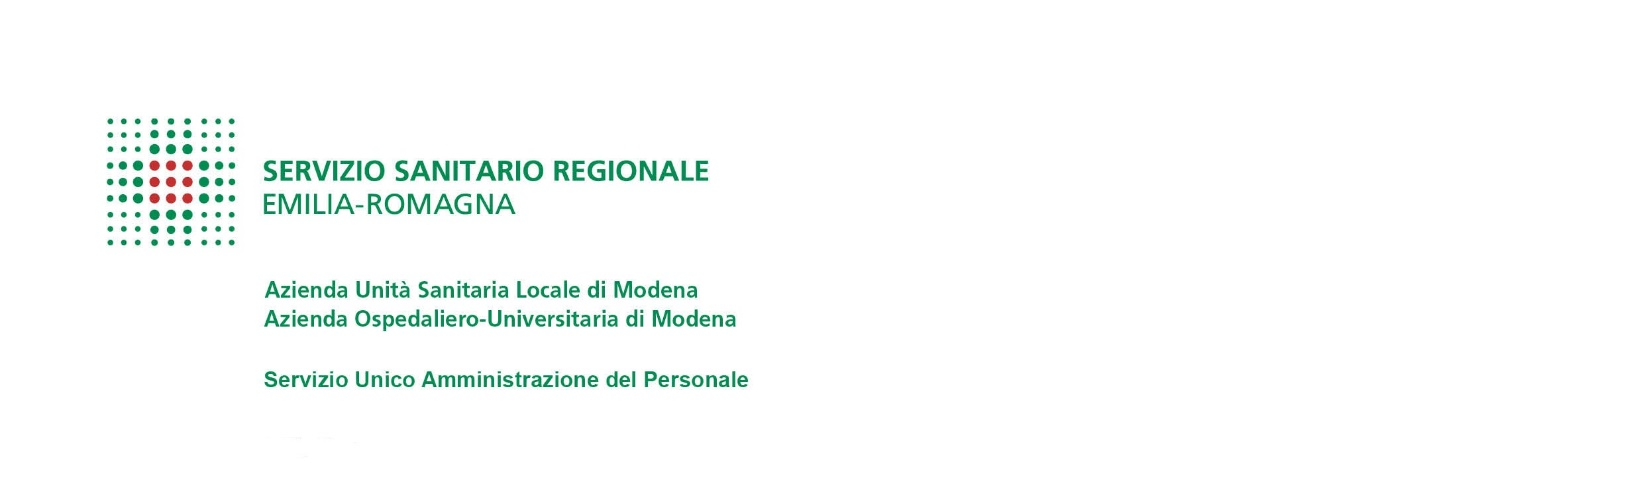 SERVIZIO SANITARIO REGIONALE
EMILIA-ROMAGNA
Azienda Unità Sanitaria Locale di Modena
Azienda Ospedaliero-Universitaria di Modena
Servizio Unico Amministrazione del Personale